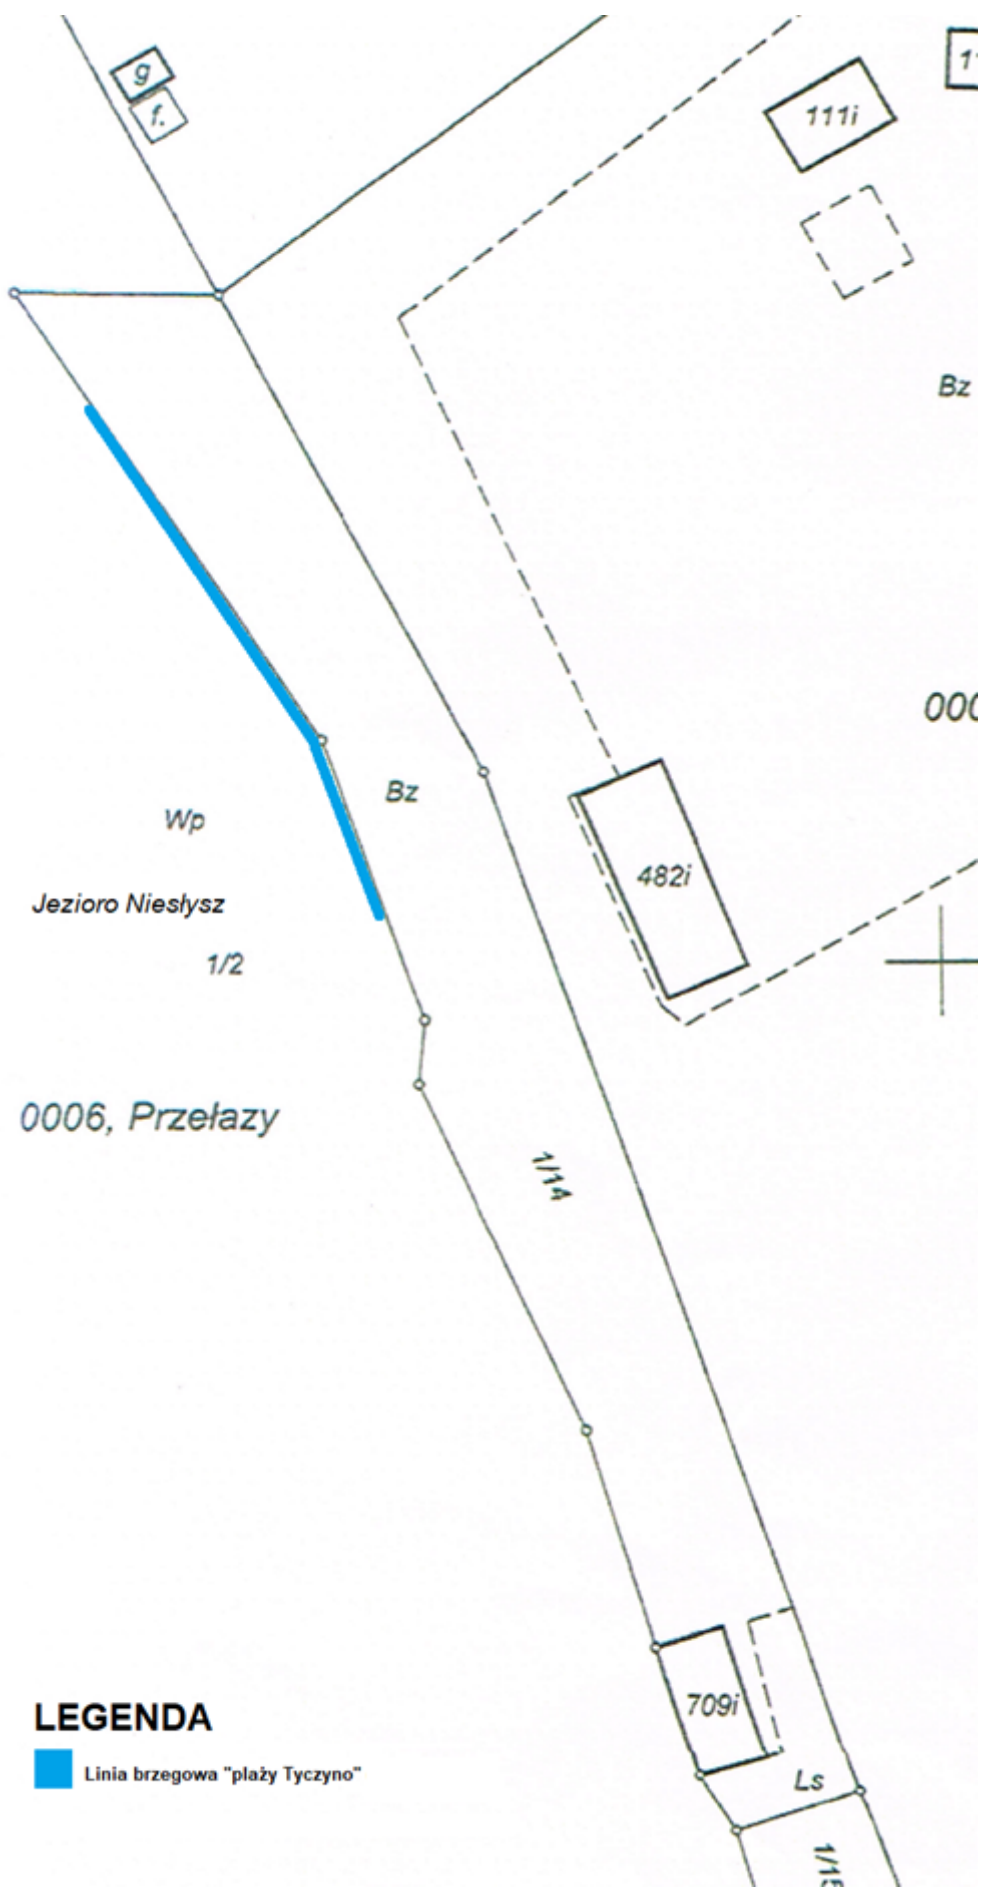 g
f.
111i
Bz
Bz
Wp
482i
Jezioro Niesłysz
1/2
0006, Przełazy
1/14
709i
LEGENDA
Linia brzegowa "plaży Tyczyno"
Ls